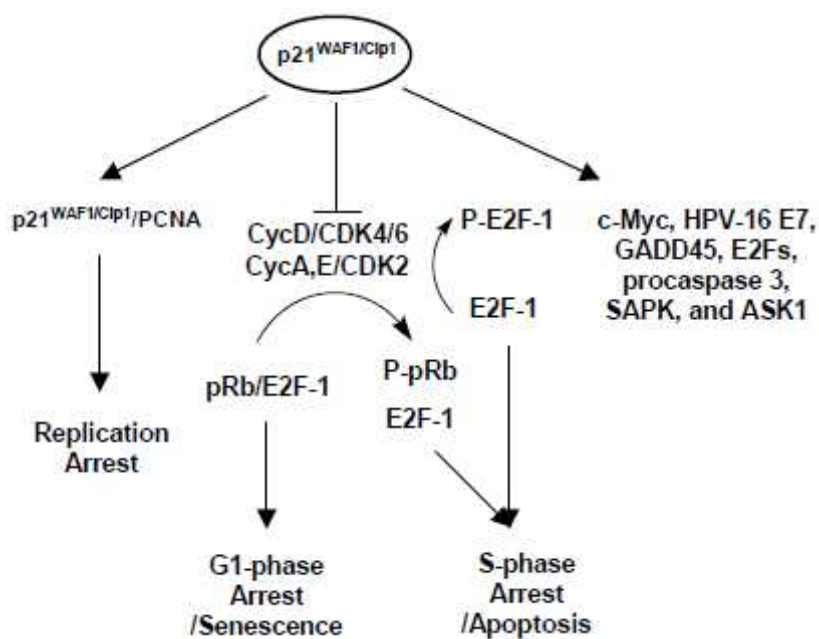 p21WAF1/Cip1
p21WAF1/Cip1/PCNA
CycD/CDK4/6
CycA,E/CDK2
P-E2F-1
E2F-1
c-Myc, HPV-16 E7,
GADD45, E2Fs,
procaspase 3,
SAPK, and ASK1
pRb/E2F-1
P-pRb
E2F-1
Replication
Arrest
G1-phase
Arrest
/Senescence
S-phase
Arrest
/Apoptosis